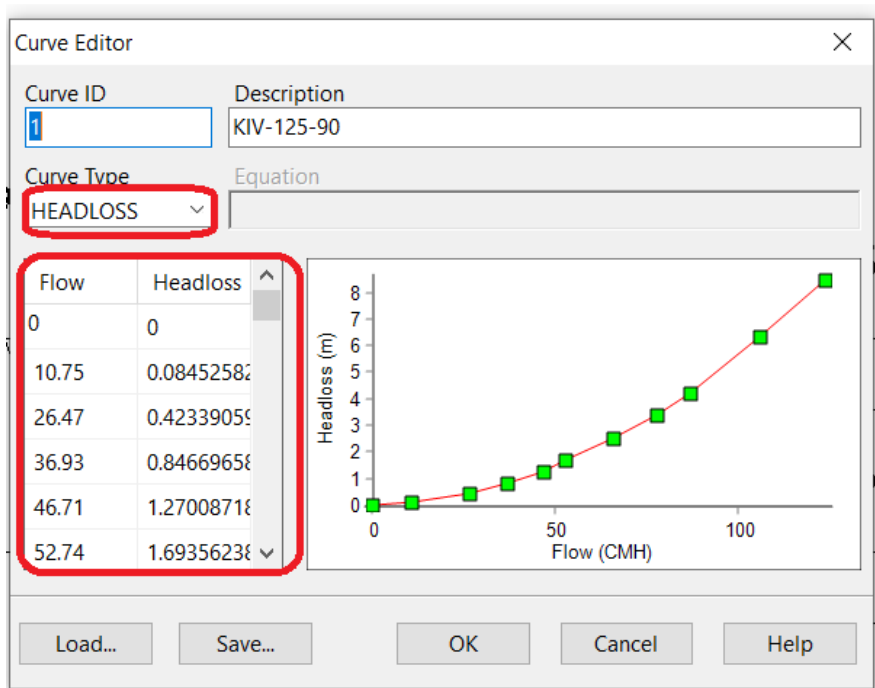 Curve Editor
Curve ID Description
1 KIV-125-90
Curve Type Equation
HEADLOSS
Flow Headloss
0 0
10.75 0.08452582
26.47 0.42339059
36.93 0.84669658
46.71 1.27008718
52.74 1.69356238
8
7
6
5
4
3
2
1
0
Headloss (m)
0 50 100
Flow (CMH)
Load... Save... OK Cancel Help